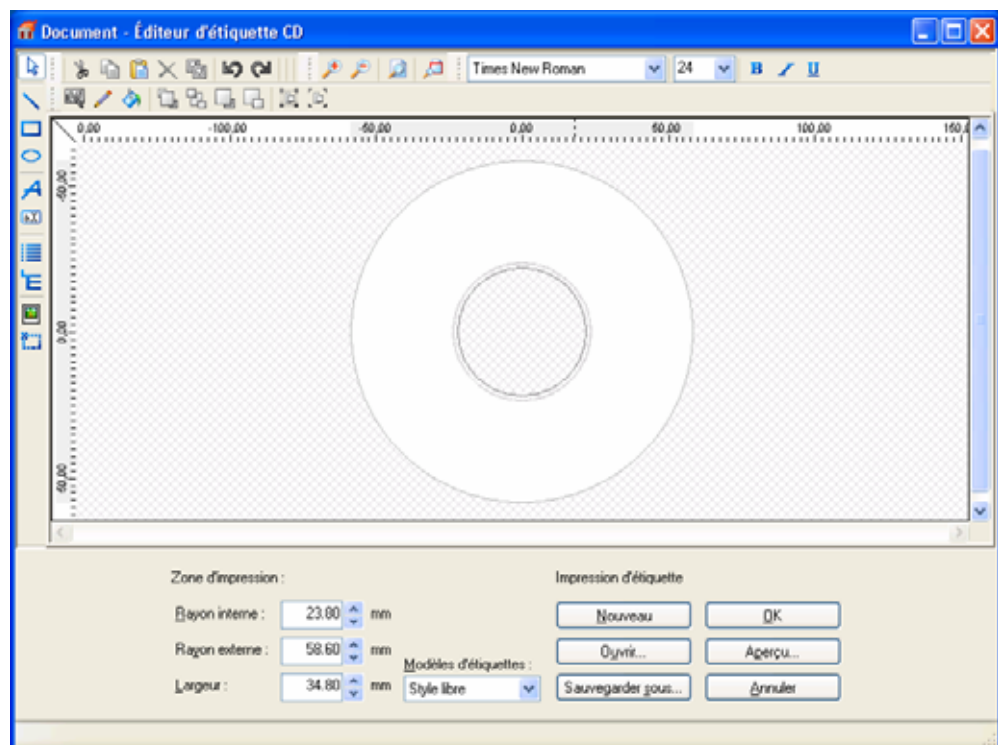 Document - Éditeur d'étiquette CD
Times New Roman 24 B I U
0,00 -100,00 -50,00 0,00 50,00 100,00 150,0
-50,00
0,00
50,00
Zone d'impression :
Impression d'étiquette
Rayon interne : 23.80 mm
Nouveau OK
Rayon externe : 58.60 mm
Ouvrir... Aperçu...
Modèles d'étiquettes :
Largeur : 34.80 mm Style libre
Sauvegarder sous... Annuler